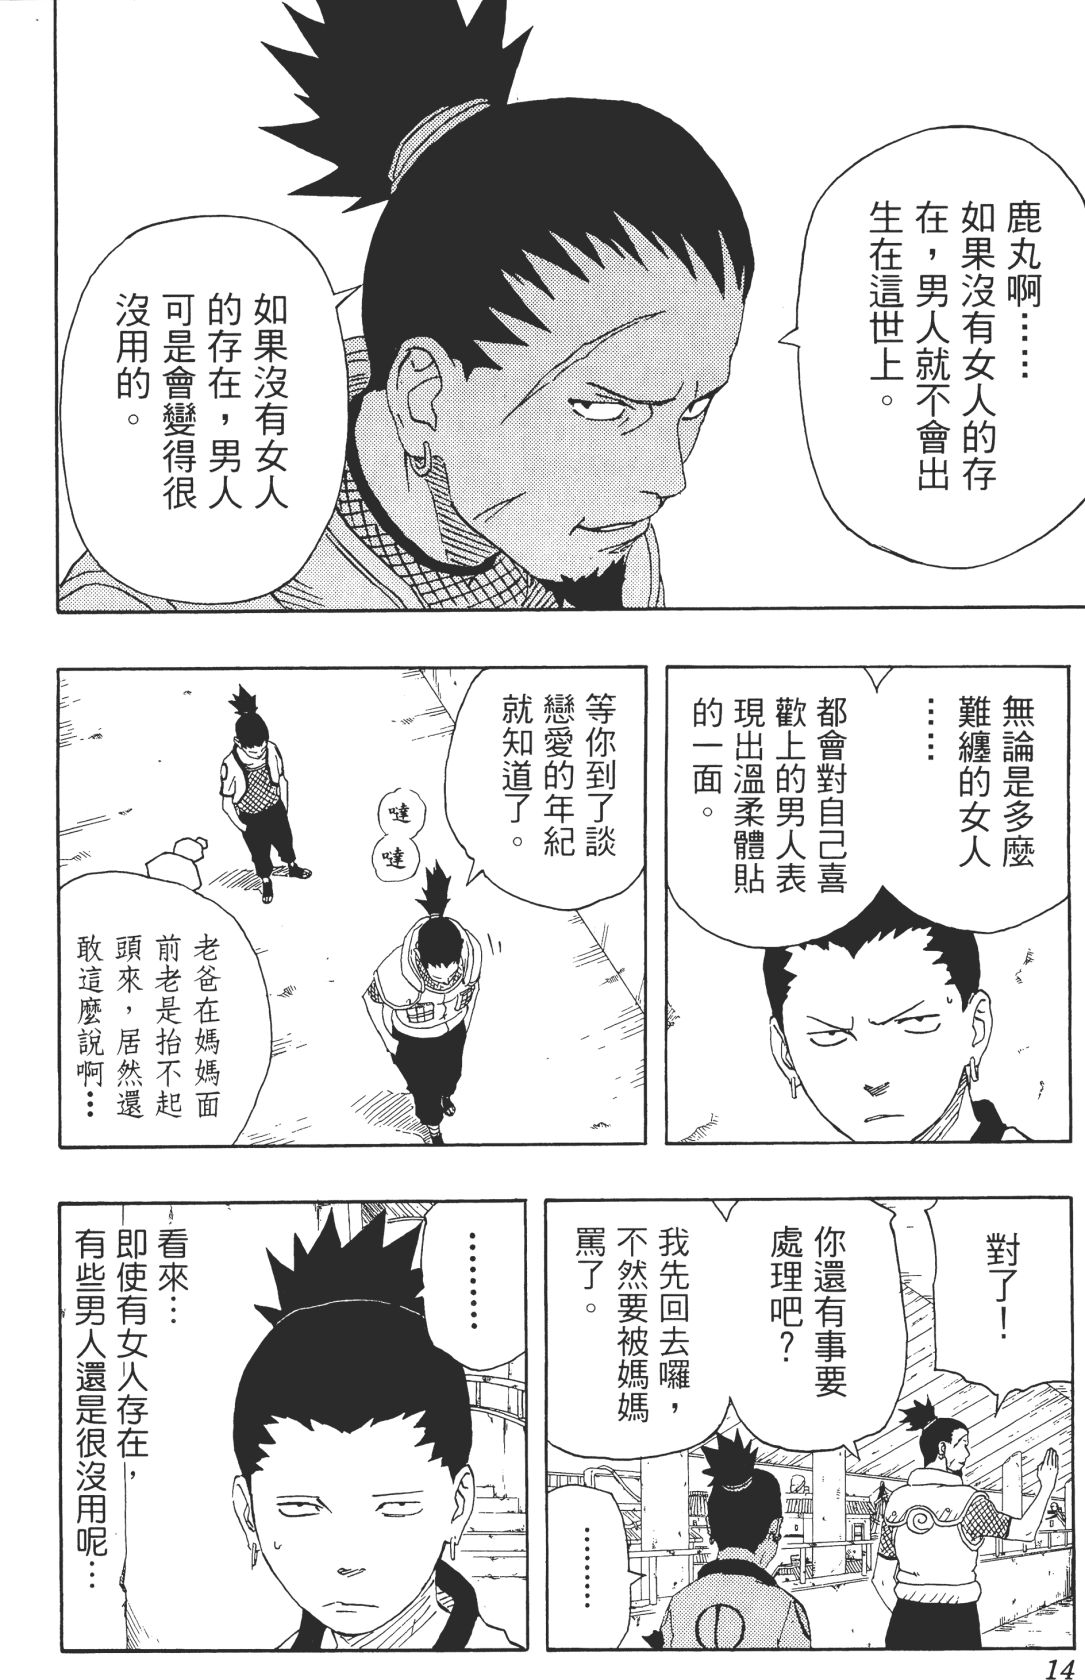 鹿丸啊……
如果沒有女人的存
在，男人就不會出
生在這世上。
如果沒有女人
的存在，男人
可是會變得很
沒用的。
無論是多麼
難纏的女人
……
都會對自己喜
歡上的男人表
現出溫柔體貼
的一面。
等你到了談
戀愛的年紀
就知道了。
噠
噠
老爸在媽媽面
前老是抬不起
頭來，居然還
敢這麼說啊…
對了！
你還有事要
處理吧？
我先回去囉，
不然要被媽媽
罵了。
……
………
看來…
即使有女人存在，
有些男人還是很沒用呢…
14